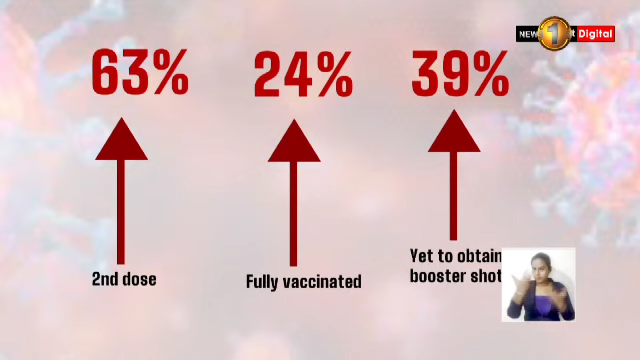 NEWS 1st Digital
63%
24%
39%
2nd dose
Fully vaccinated
Yet to obtain
booster shot